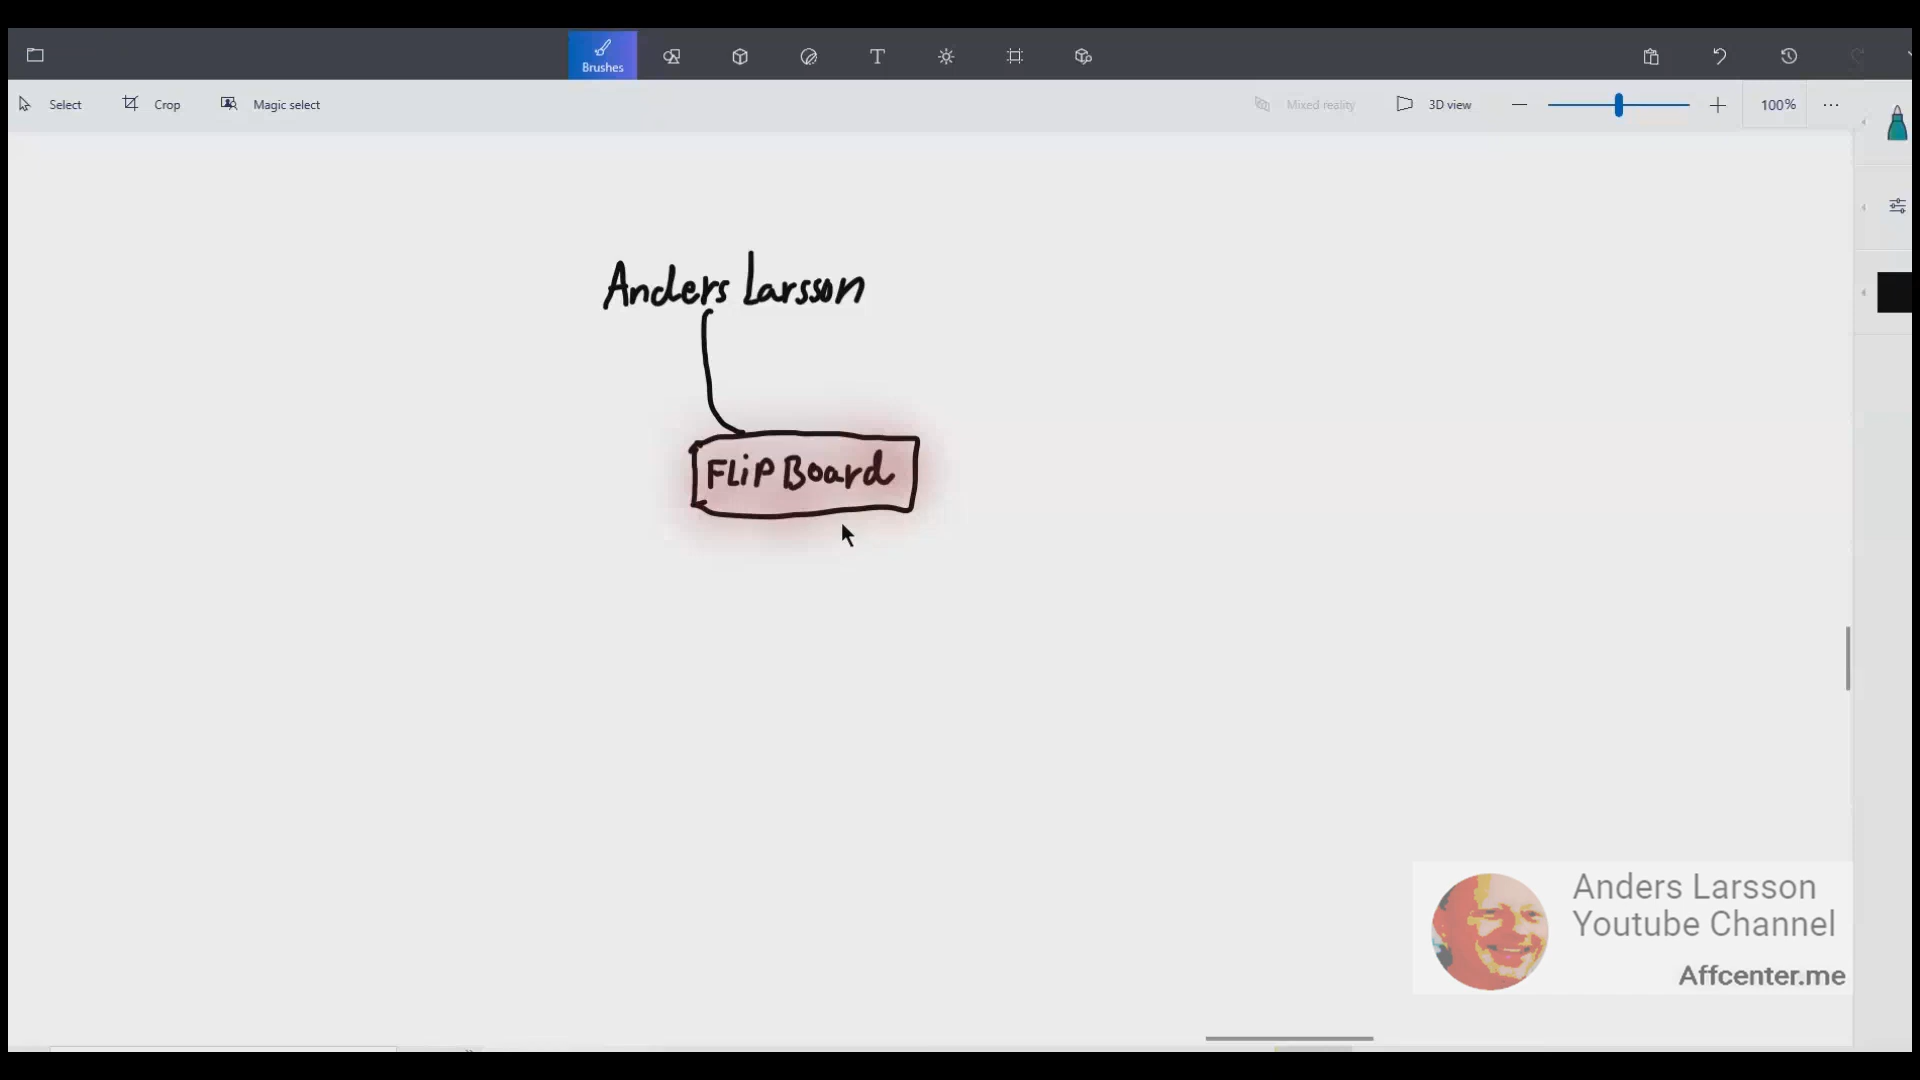 Brushes
Select
Crop
Magic select
Mixed reality
3D view
100%
Anders Larsson
FLiP Board
Anders Larsson
Youtube Channel
Affcenter.me